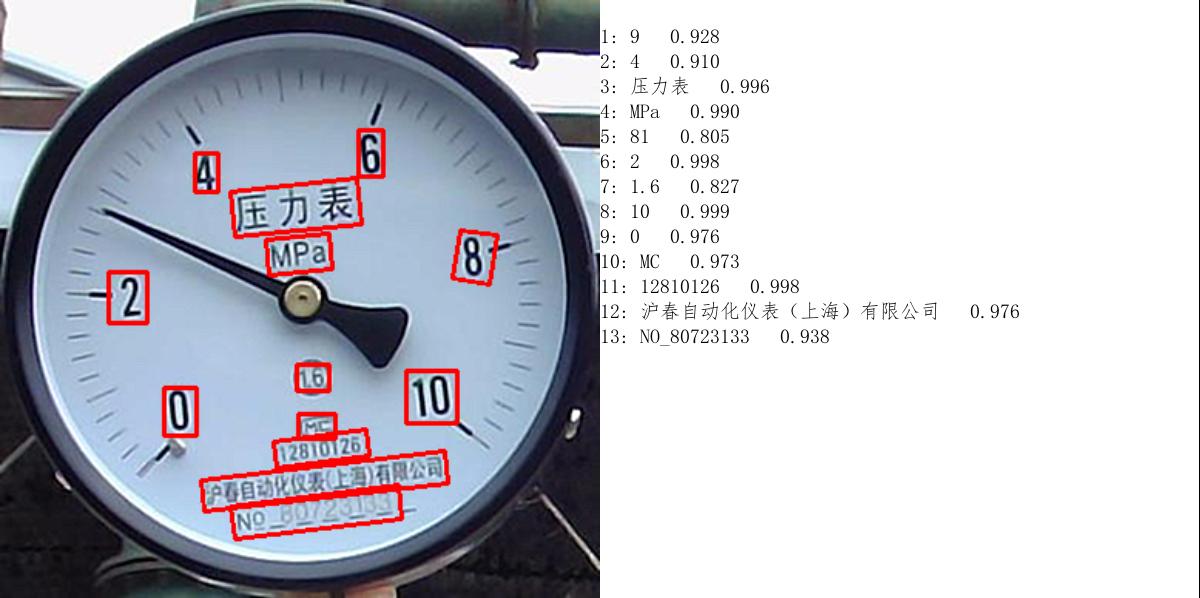 6
4
压力表
MPa
8
2
1.6
10
0
MC
12810126
沪春自动化仪表(上海)有限公司
No 80723133
1: 9 0.928
2: 4 0.910
3: 压力表 0.996
4: MPa 0.990
5: 81 0.805
6: 2 0.998
7: 1.6 0.827
8: 10 0.999
9: 0 0.976
10: MC 0.973
11: 12810126 0.998
12: 沪春自动化仪表（上海）有限公司 0.976
13: NO_80723133 0.938